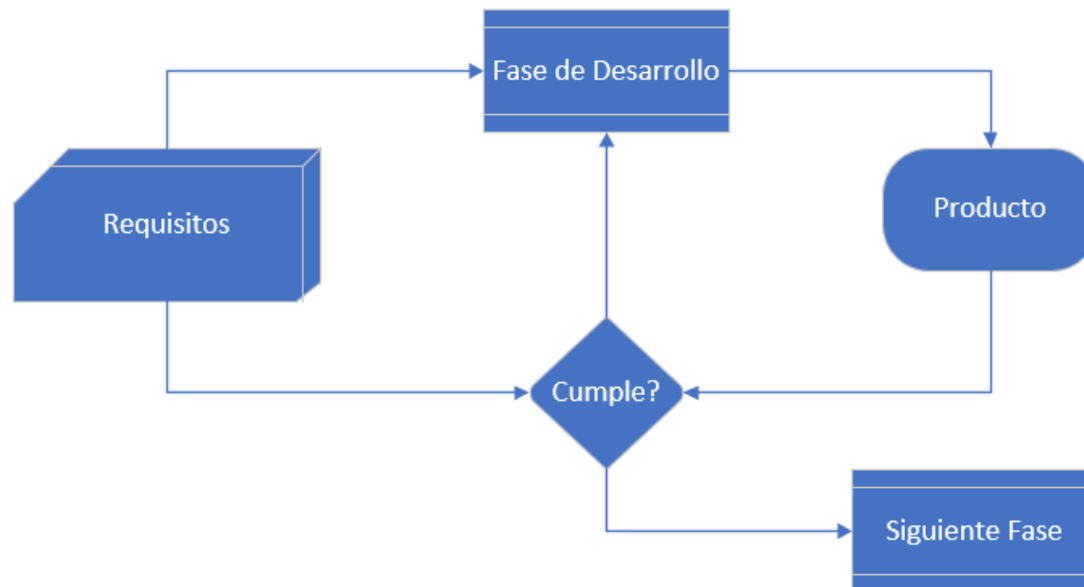 Fase de Desarrollo
Requisitos
Producto
Cumple?
Siguiente Fase